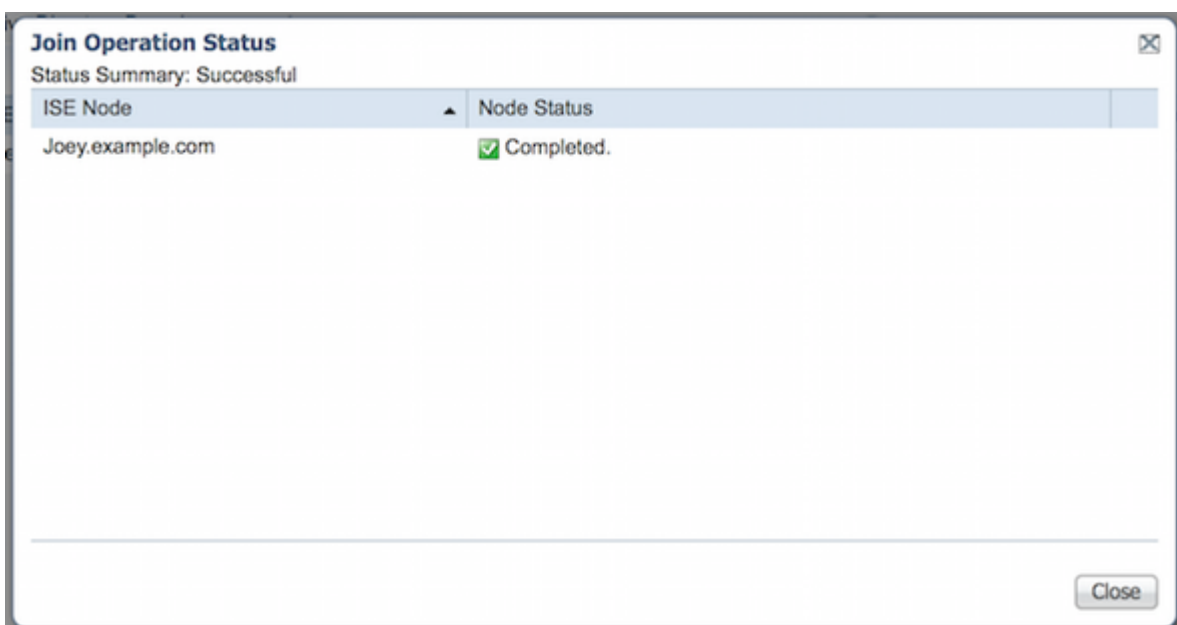 Join Operation Status
Status Summary: Successful
ISE Node Node Status
Joey.example.com Completed.
Close